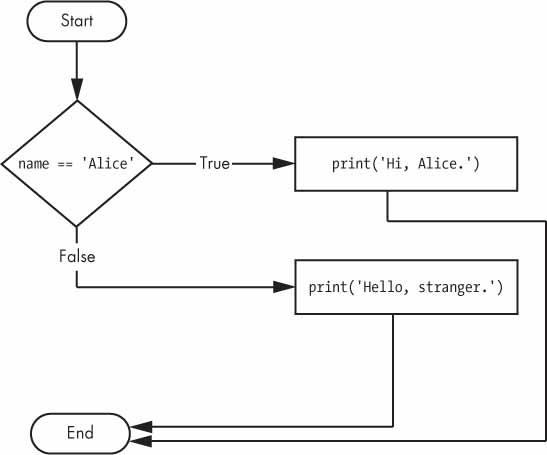 Start
name == 'Alice'
True
print('Hi, Alice.')
False
print('Hello, stranger.')
End